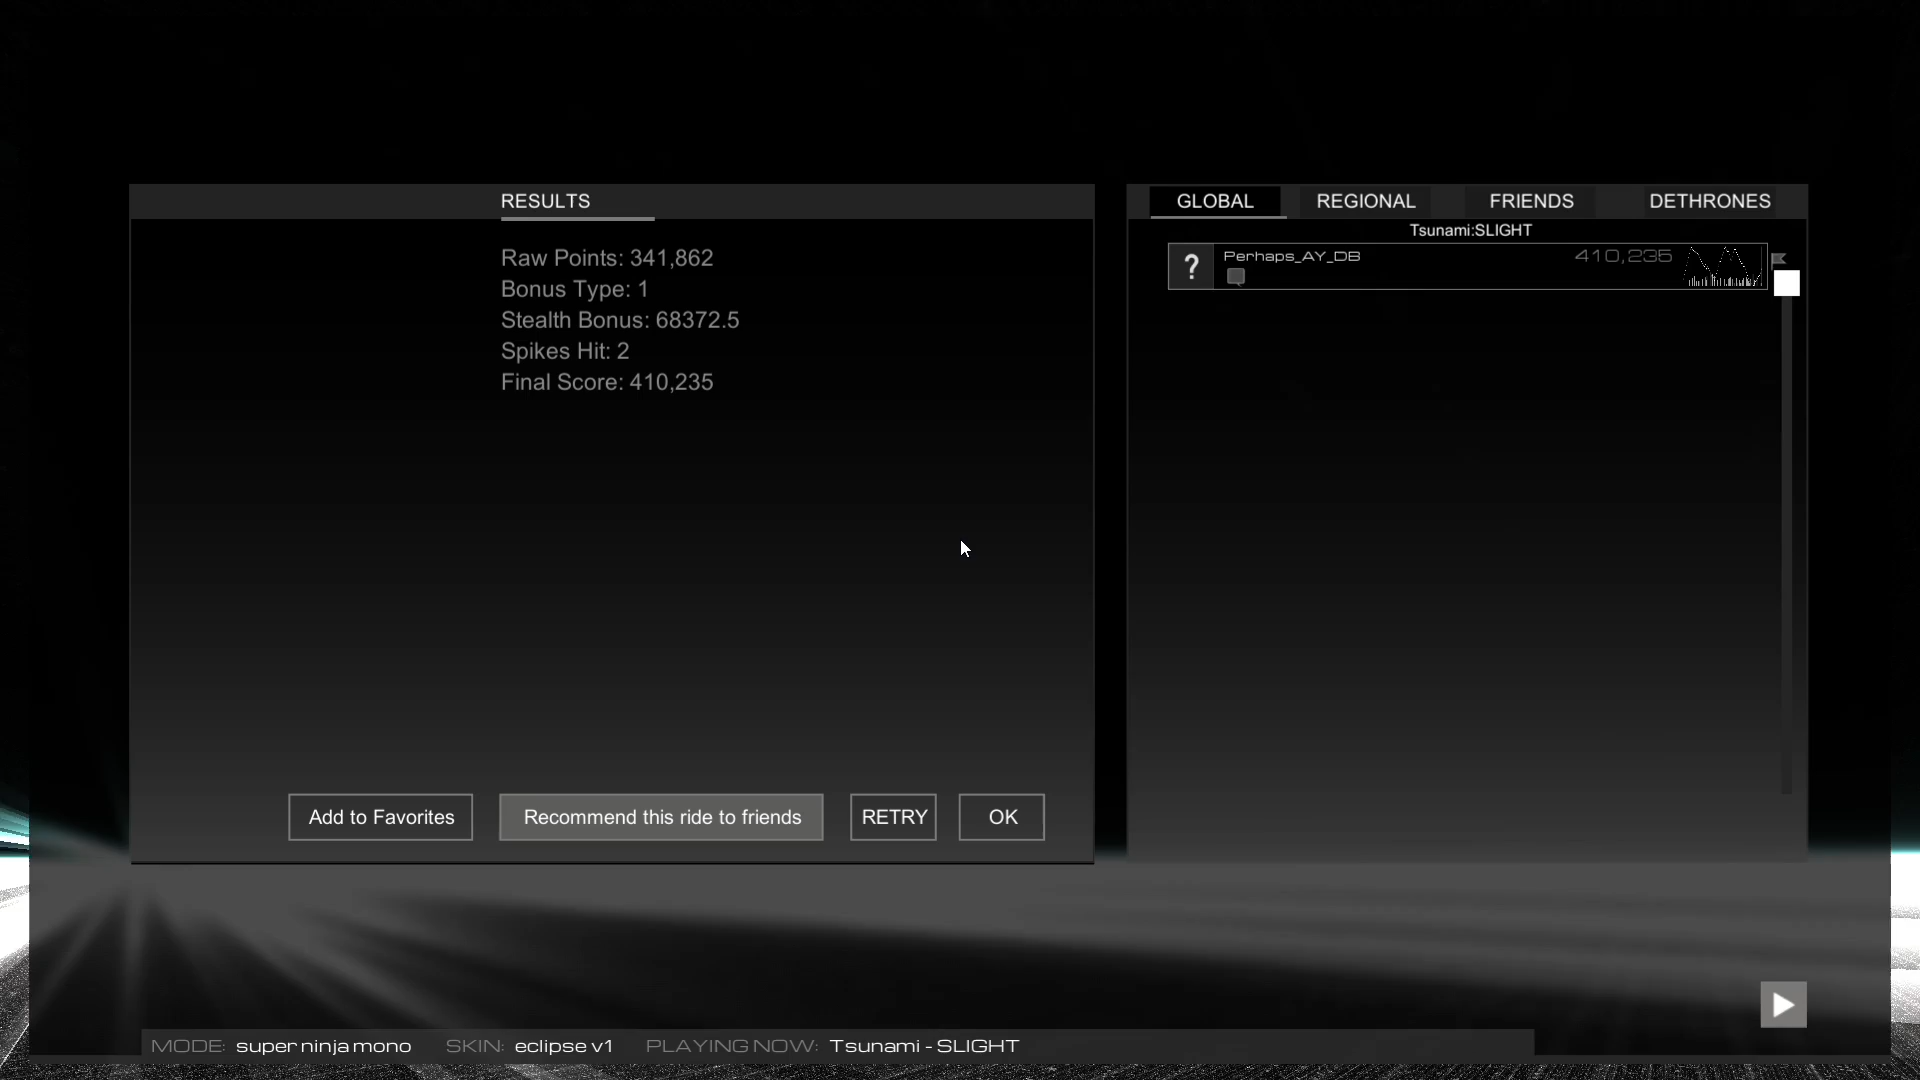 RESULTS
Raw Points: 341,862
Bonus Type: 1
Stealth Bonus: 68372.5
Spikes Hit: 2
Final Score: 410,235
Add to Favorites
Recommend this ride to friends
RETRY
OK
GLOBAL REGIONAL FRIENDS DETHRONES
Tsunami:SLIGHT
?
Perhaps_AY_DB 410,235
MODE: super ninja mono SKIN: eclipse v1 PLAYING NOW: Tsunami - SLIGHT